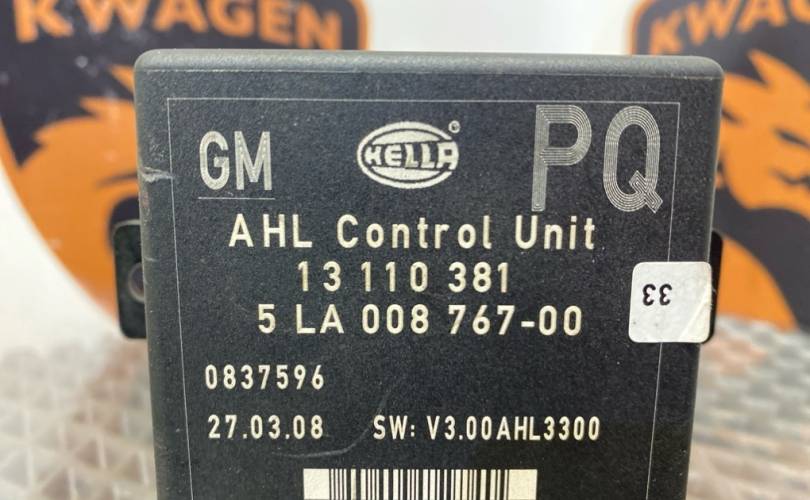 KWAGEN
KWAGEN
GM
HELLA
®
PQ
AHL Control Unit
13 110 381
5 LA 008 767-00
33
0837596
27.03.08 SW: V3.00AHL3300